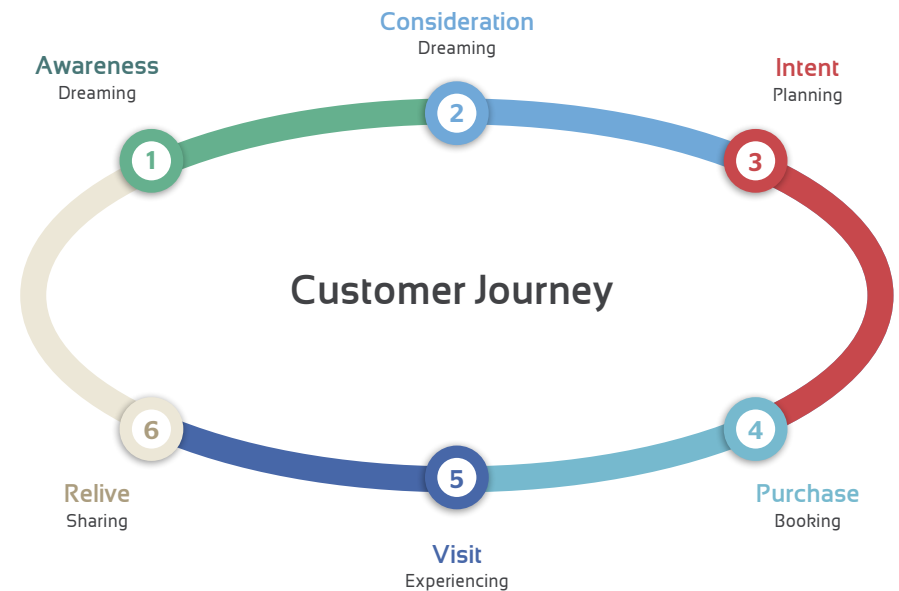 Consideration
Dreaming
Awareness
Dreaming
Intent
Planning
2
1
3
Customer Journey
6
4
5
Relive
Sharing
Purchase
Booking
Visit
Experiencing